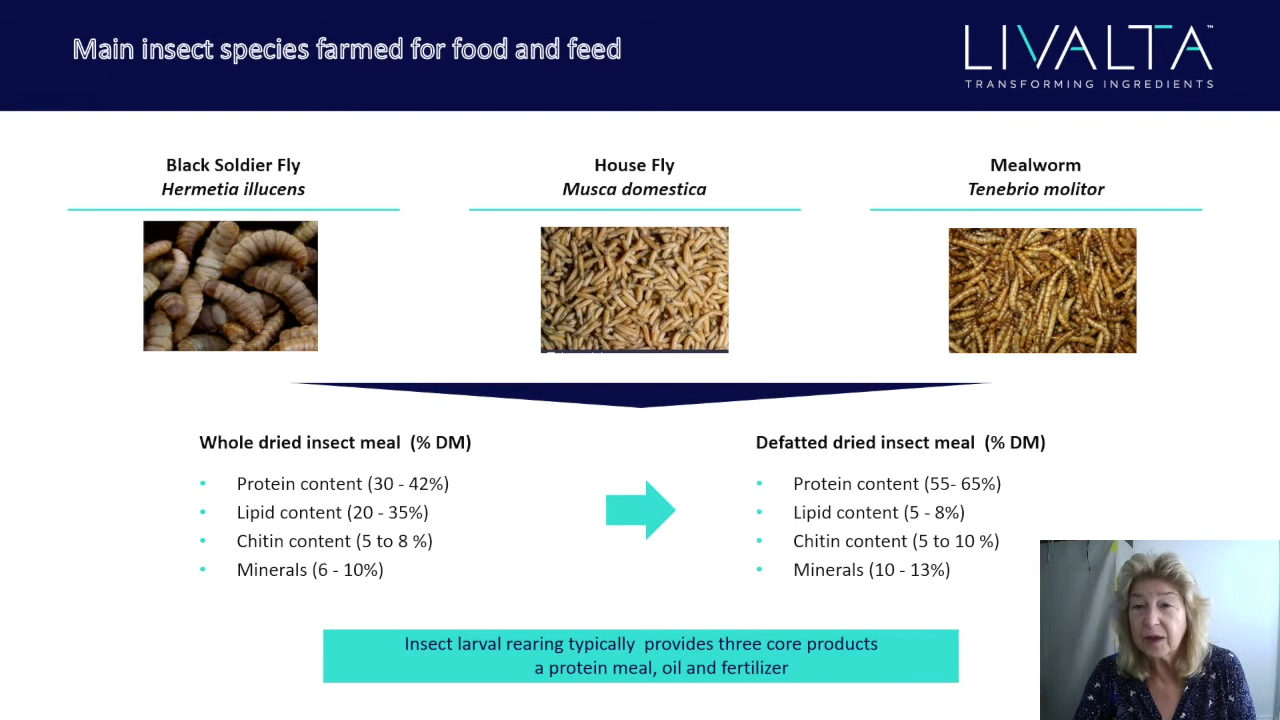 Main insect species farmed for food and feed
LIVALTA™
TRANSFORMING INGREDIENTS
Black Soldier Fly
Hermetia illucens
House Fly
Musca domestica
Mealworm
Tenebrio molitor
Whole dried insect meal (% DM)
• Protein content (30 - 42%)
• Lipid content (20 - 35%)
• Chitin content (5 to 8 %)
• Minerals (6 - 10%)
Defatted dried insect meal (% DM)
• Protein content (55- 65%)
• Lipid content (5 - 8%)
• Chitin content (5 to 10 %)
• Minerals (10 - 13%)
Insect larval rearing typically provides three core products
a protein meal, oil and fertilizer